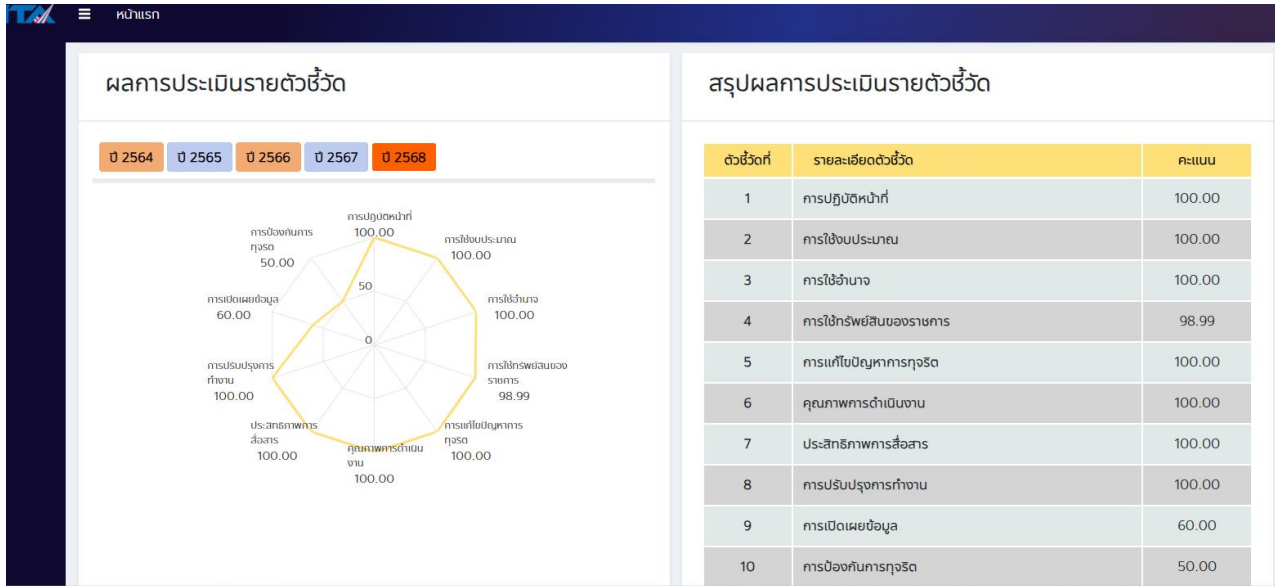 ITA
หน้าแรก
ผลการประเมินรายตัวชี้วัด
ปี 2564 ปี 2565 ปี 2566 ปี 2567 ปี 2568
การปฏิบัติหน้าที่
100.00
การใช้งบประมาณ
100.00
การใช้อำนาจ
100.00
การใช้ทรัพย์สินของ
ราชการ
98.99
การแก้ไขปัญหาการ
ทุจริต
100.00
คุณภาพการดำเนิน
งาน
100.00
ประสิทธิภาพการ
สื่อสาร
100.00
การปรับปรุงการ
ทำงาน
100.00
การเปิดเผยข้อมูล
60.00
การป้องกันการ
ทุจริต
50.00
50
0
สรุปผลการประเมินรายตัวชี้วัด
ตัวชี้วัดที่ รายละเอียดตัวชี้วัด คะแนน
1 การปฏิบัติหน้าที่ 100.00
2 การใช้งบประมาณ 100.00
3 การใช้อำนาจ 100.00
4 การใช้ทรัพย์สินของราชการ 98.99
5 การแก้ไขปัญหาการทุจริต 100.00
6 คุณภาพการดำเนินงาน 100.00
7 ประสิทธิภาพการสื่อสาร 100.00
8 การปรับปรุงการทำงาน 100.00
9 การเปิดเผยข้อมูล 60.00
10 การป้องกันการทุจริต 50.00